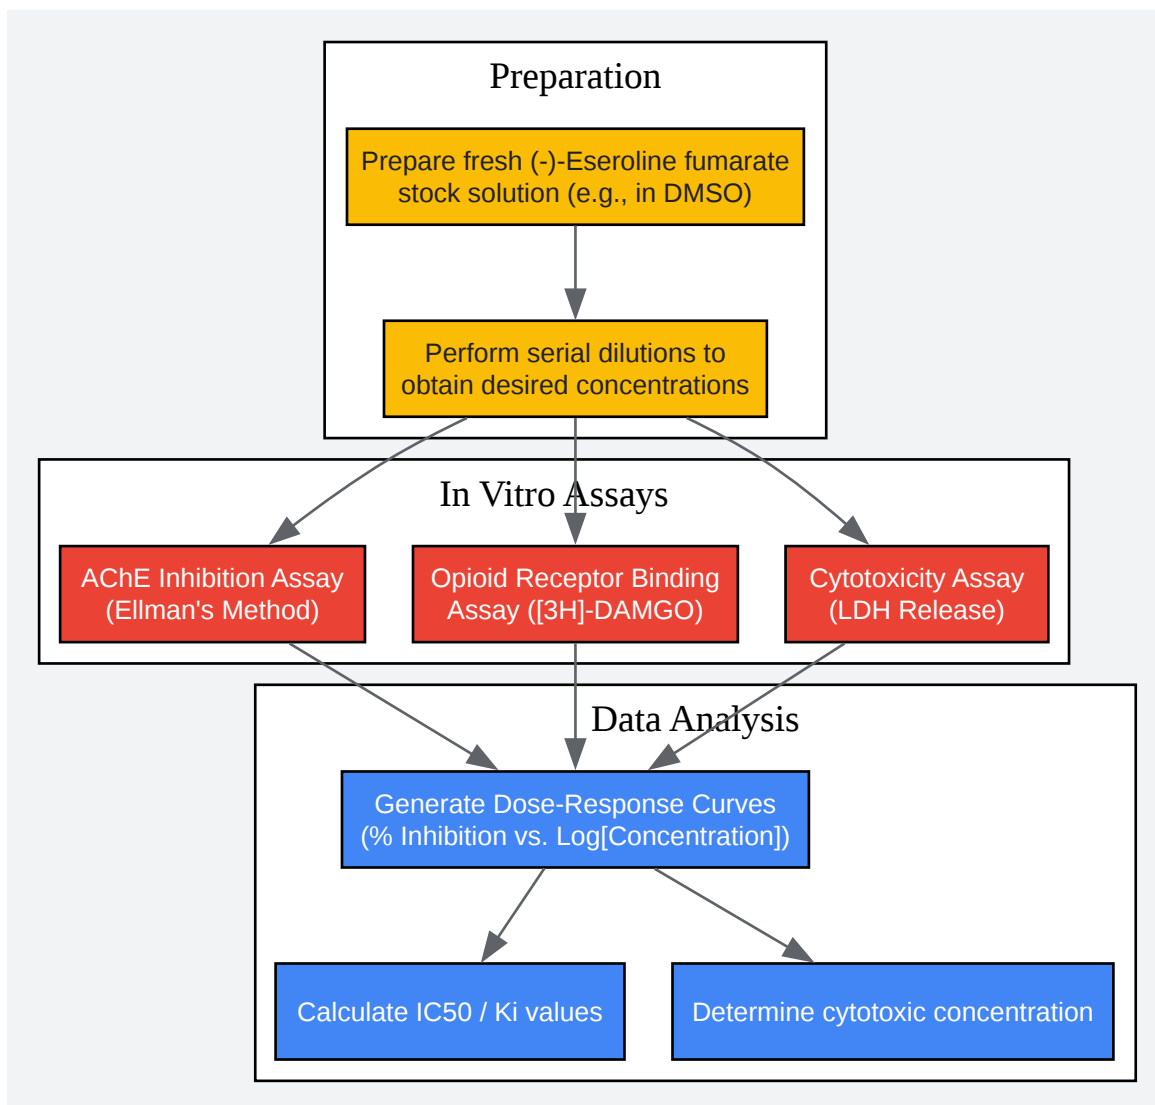 Preparation
Prepare fresh (-)-Eseroline fumarate
stock solution (e.g., in DMSO)
Perform serial dilutions to
obtain desired concentrations
In Vitro Assays
AChE Inhibition Assay
(Ellman's Method)
Opioid Receptor Binding
Assay ([3H]-DAMGO)
Cytotoxicity Assay
(LDH Release)
Data Analysis
Generate Dose-Response Curves
(% Inhibition vs. Log[Concentration])
Calculate IC50 / Ki values
Determine cytotoxic concentration